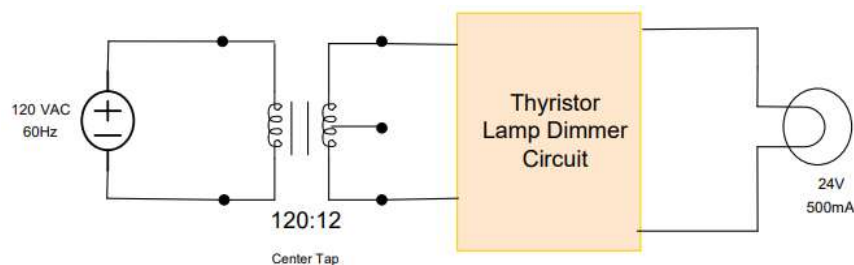 120 VAC
60Hz
120:12
Center Tap
Thyristor
Lamp Dimmer
Circuit
24V
500mA